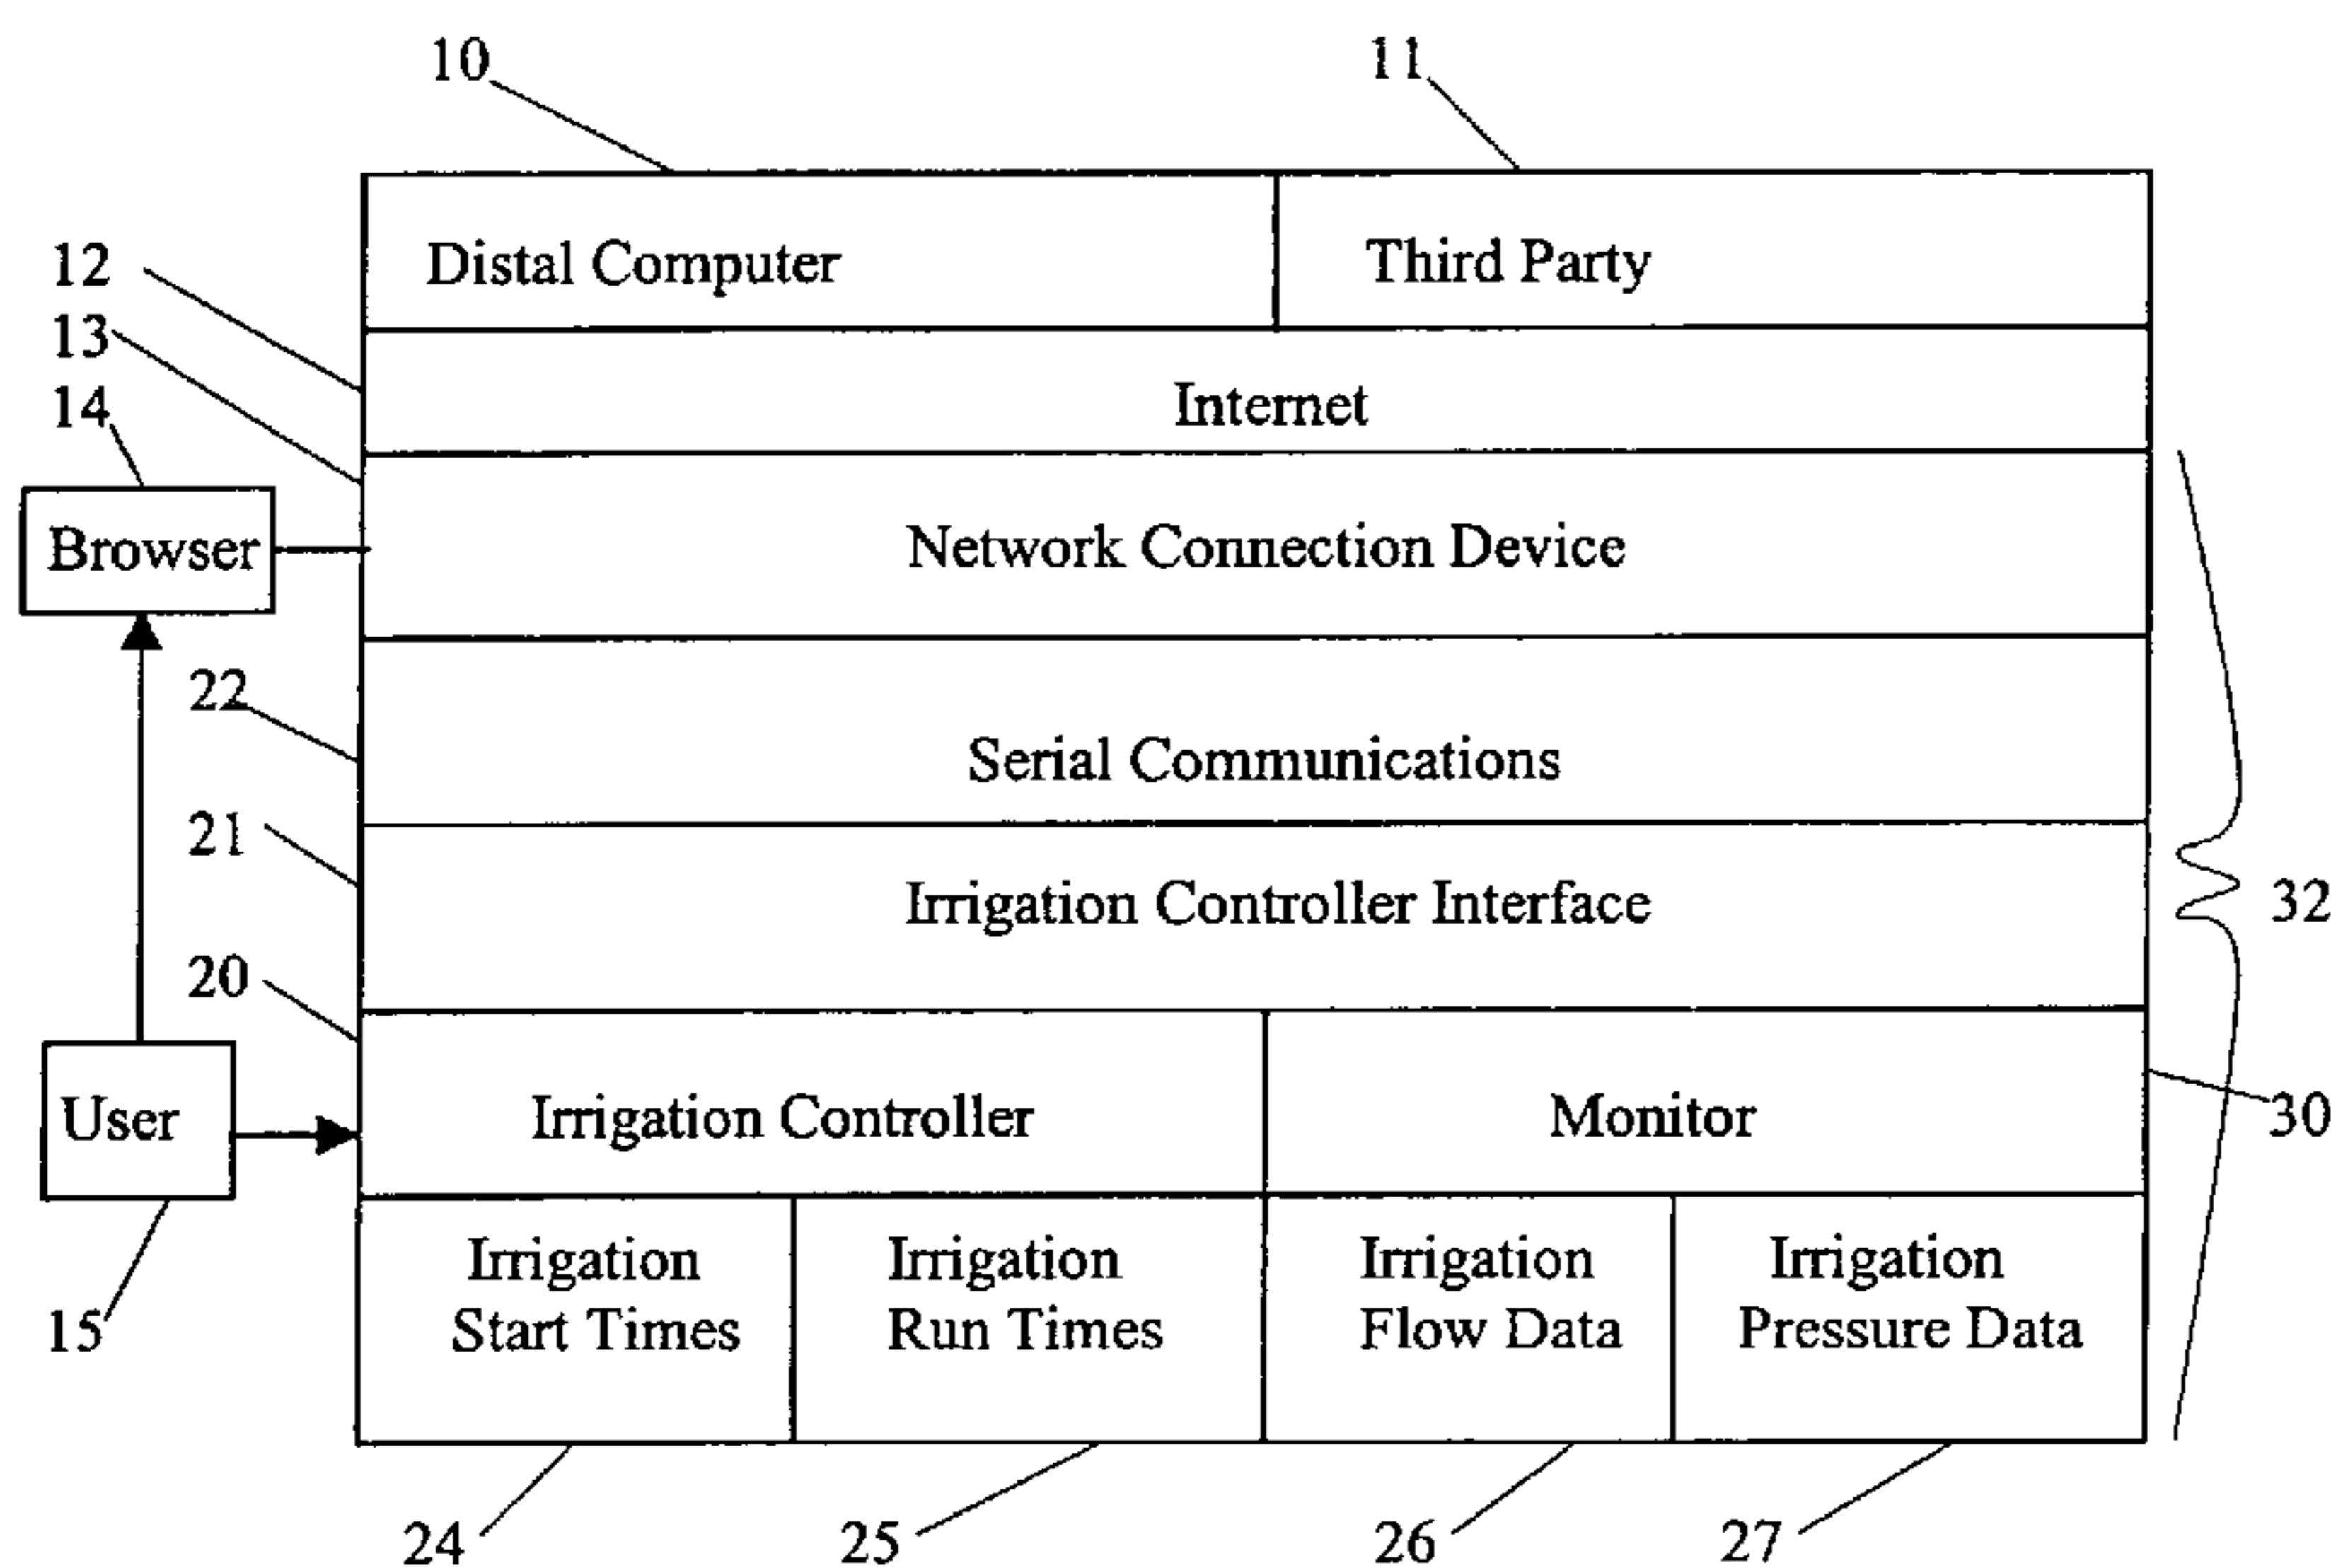 10
11
Distal Computer
Third Party
12
13
Internet
14
Browser
Network Connection Device
22
Serial Communications
21
Irrigation Controller Interface
32
20
User
Irrigation Controller
Monitor
30
Irrigation
Start Times
Irrigation
Run Times
Irrigation
Flow Data
Irrigation
Pressure Data
15
24
25
26
27